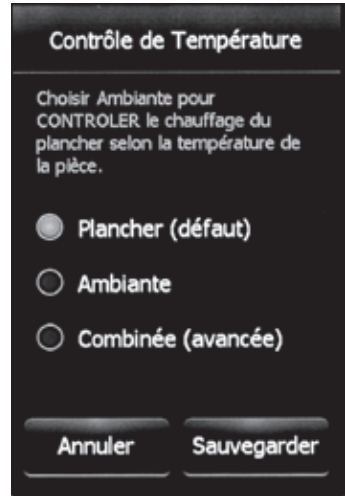 Contrôle de Température
Choisir Ambiante pour
CONTROLER le chauffage du
plancher selon la température de
la pièce.
Plancher (défaut)
Ambiante
Combinée (avancée)
Annuler
Sauvegarder